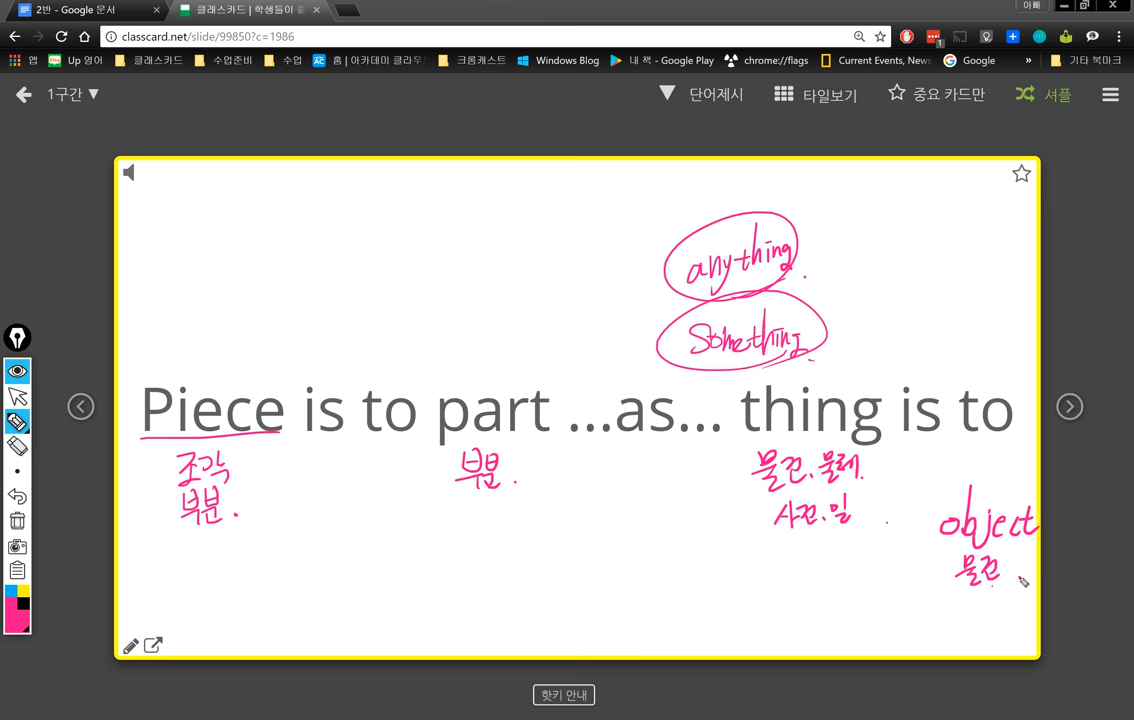 2반 - Google 문서
클래스카드 | 학생들이
아빠
classcard.net/slide/99850?c=1986
앱 Up 영어 클래스카드 수업준비 수업 홈 | 아카데미 클라우 크롬캐스트 Windows Blog 내 책 - Google Play chrome://flags Current Events, News Google » 기타 북마크
1구간 ▼ 단어제시 타일보기 중요 카드만 셔플
anything.
Something.
Piece is to part ...as... thing is to
조각 부분. 물건, 물체.
부분. 사건, 일.
object
물건
핫키 안내